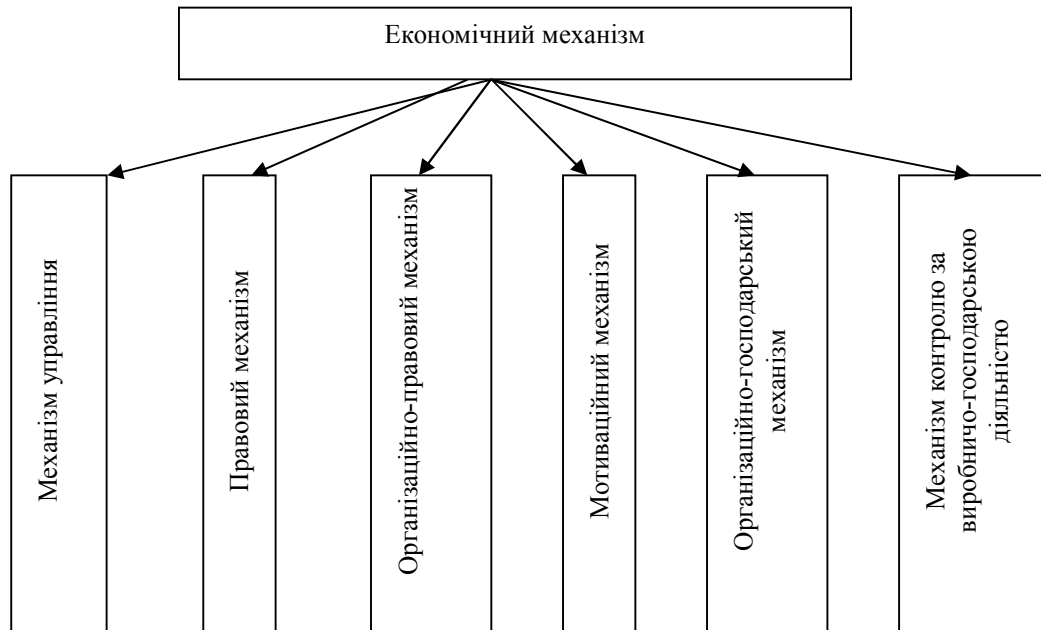 Економічний механізм
Механізм управління
Правовий механізм
Організаційно-правовий механізм
Мотиваційний механізм
Організаційно-господарський
механізм
Механізм контролю за
виробничо-господарською
діяльністю